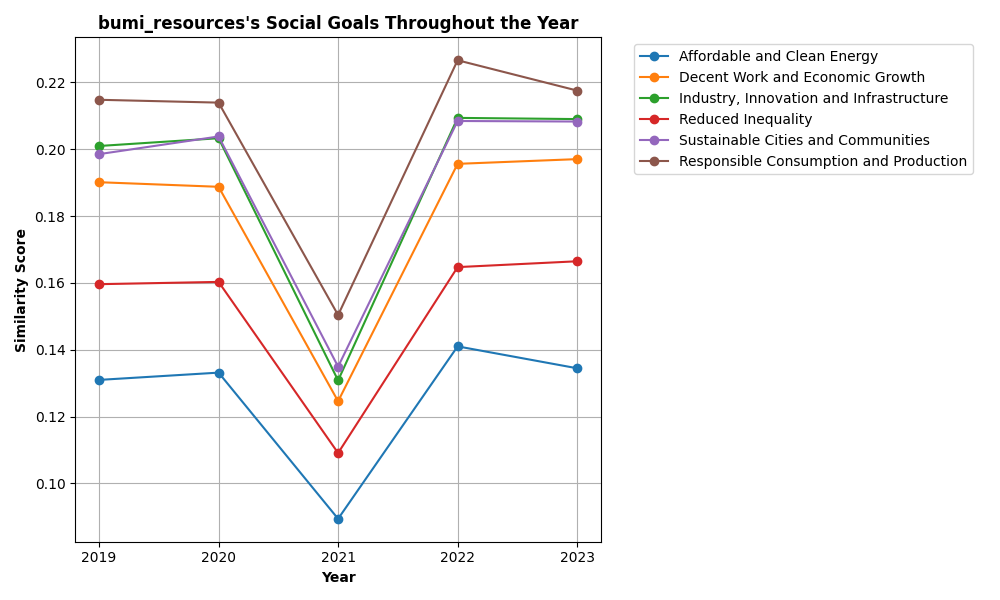 bumi_resources's Social Goals Throughout the Year
Affordable and Clean Energy
Decent Work and Economic Growth
Industry, Innovation and Infrastructure
Reduced Inequality
Sustainable Cities and Communities
Responsible Consumption and Production
Similarity Score
0.22
0.20
0.18
0.16
0.14
0.12
0.10
2019 2020 2021 2022 2023
Year